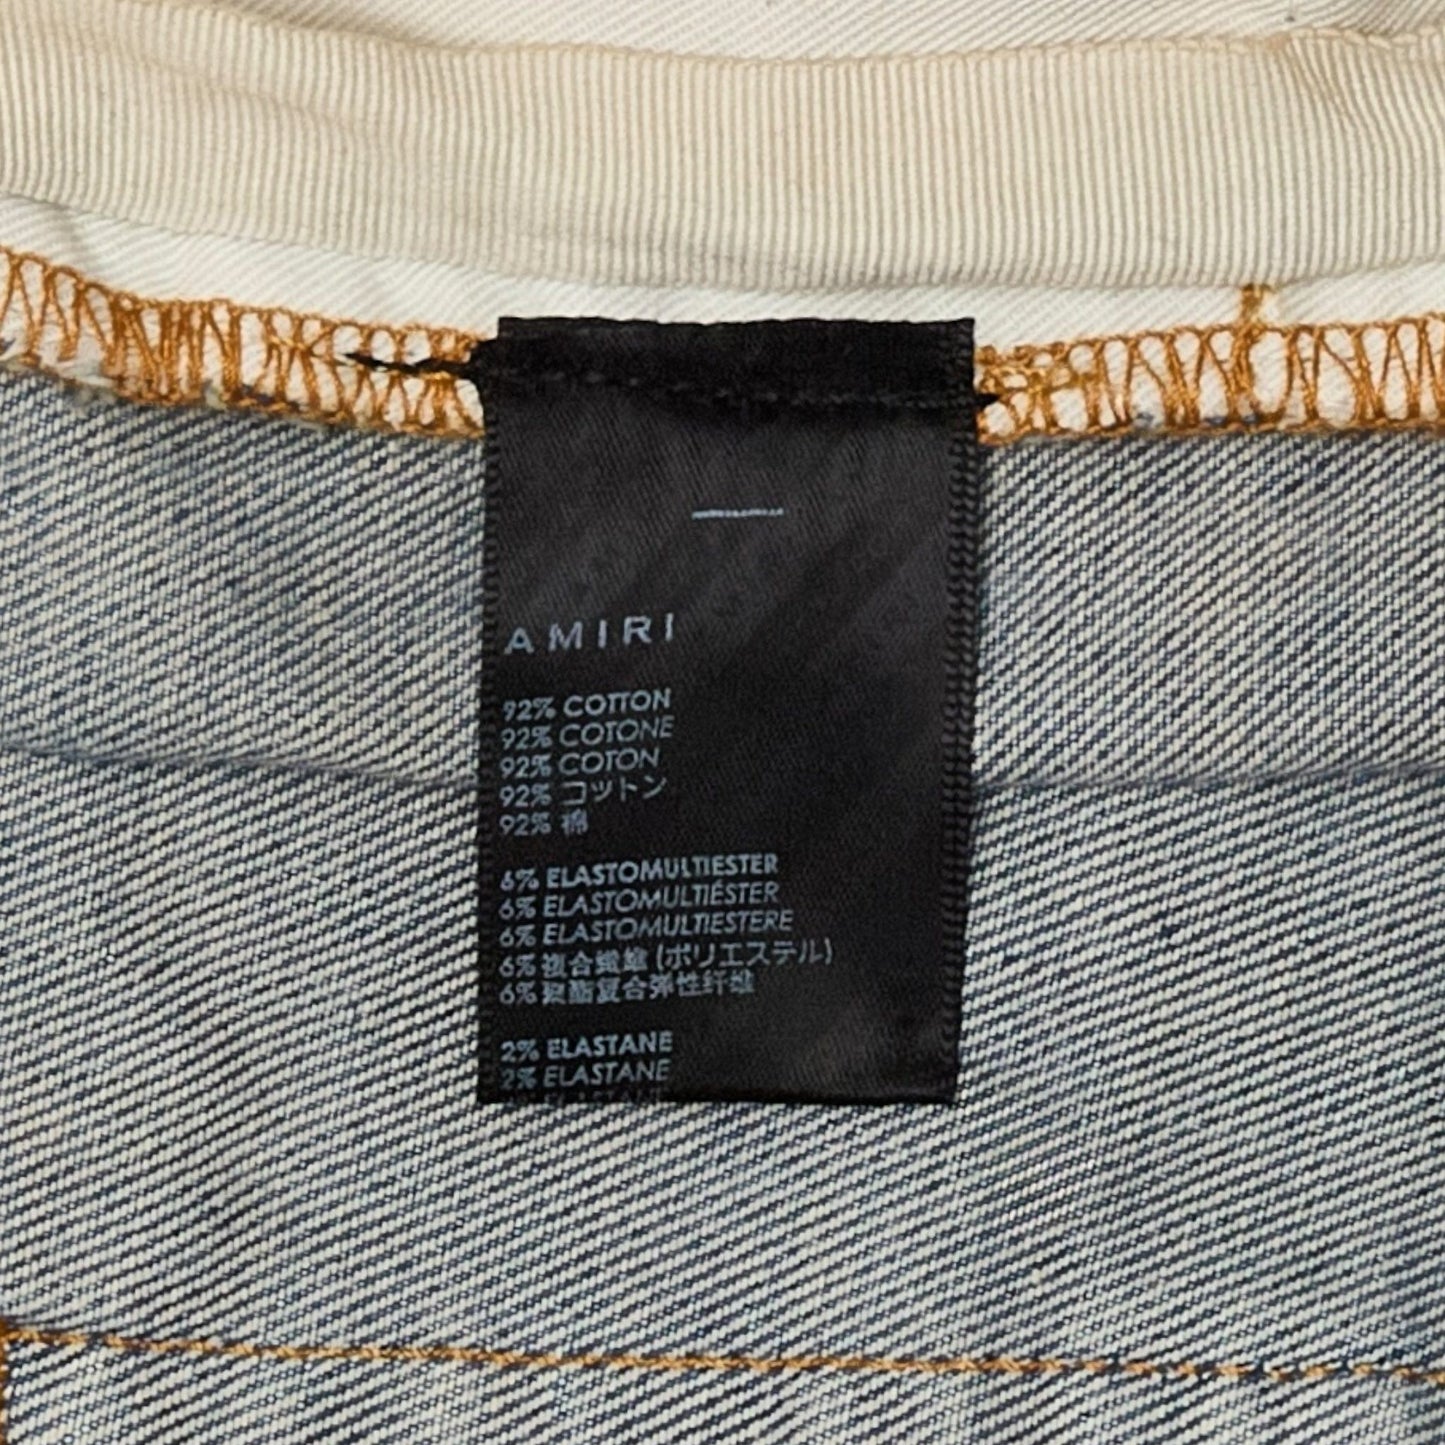 AMIRI
92% COTTON
92% COTONE
92% COTON
92% コットン
92% 棉
6% ELASTOMULTIESTER
6% ELASTOMULTIÉSTER
6% ELASTOMULTIESTERE
6% 複合繊維 (ポリエステル)
6% 聚酯复合弹性纤维
2% ELASTANE
2% ELASTANE
ELASTANE